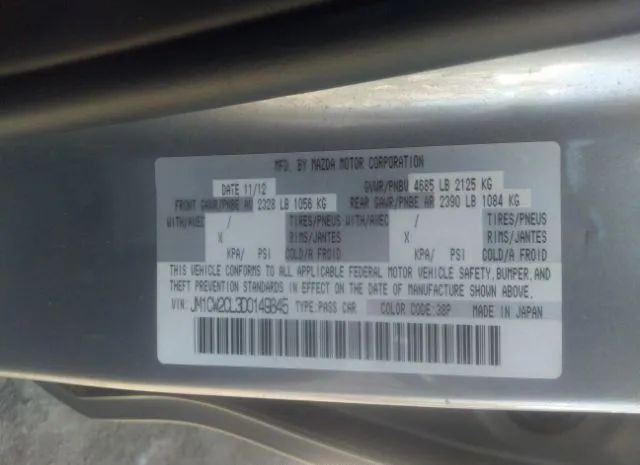 MFD. BY MAZDA MOTOR CORPORATION
DATE 11/12 GVWR/PNBV 4685 LB 2125 KG
FRONT GAWR/PNBE AV 2328 LB 1056 KG REAR GAWR/PNBE AR 2390 LB 1084 KG
WITH/AVEC / TIRES/PNEUS WITH/AVEC / TIRES/PNEUS
X RIMS/JANTES X RIMS/JANTES
KPA/ PSI COLD/A FROID KPA/ PSI COLD/A FROID
THIS VEHICLE CONFORMS TO ALL APPLICABLE FEDERAL MOTOR VEHICLE SAFETY, BUMPER, AND
THEFT PREVENTION STANDARDS IN EFFECT ON THE DATE OF MANUFACTURE SHOWN ABOVE.
VIN: JM1CW2CL3D0149845 TYPE: PASS CAR COLOR CODE: 38P MADE IN JAPAN